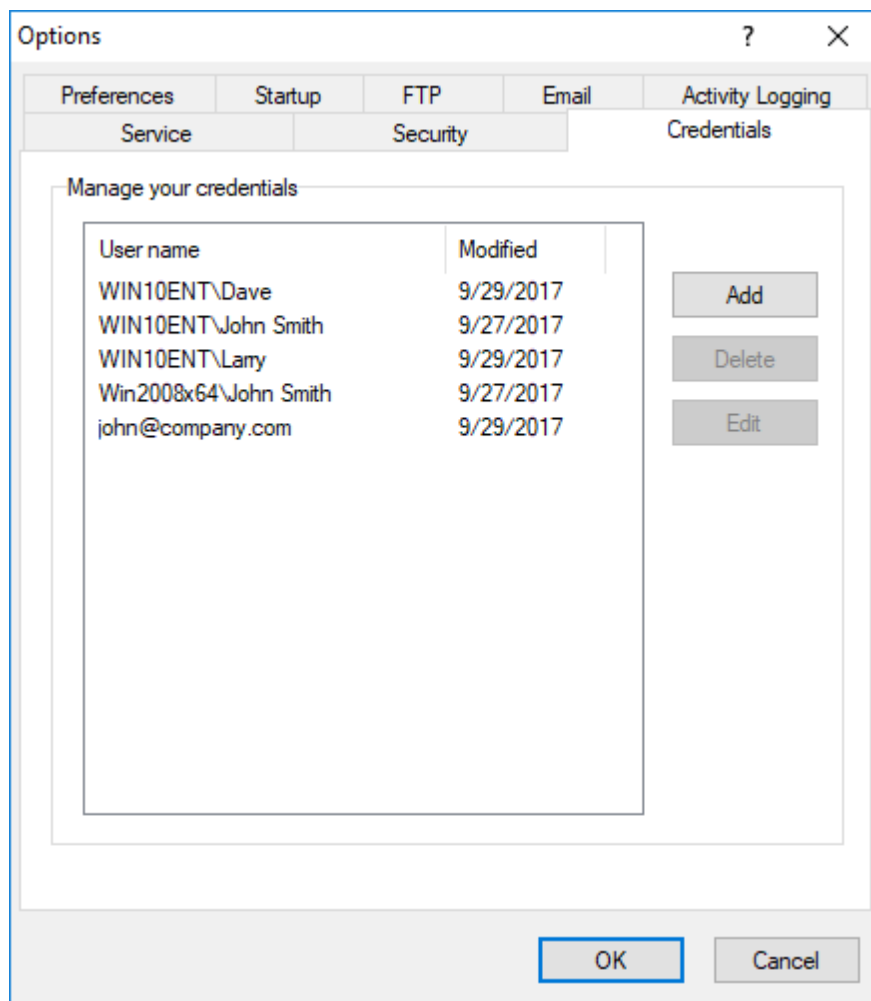 Options ?
Preferences Startup FTP Email Activity Logging
Service Security Credentials
Manage your credentials
User name Modified
WIN10ENT\Dave 9/29/2017
WIN10ENT\John Smith 9/27/2017
WIN10ENT\Larry 9/29/2017
Win2008x64\John Smith 9/27/2017
john@company.com 9/29/2017
Add
Delete
Edit
OK Cancel